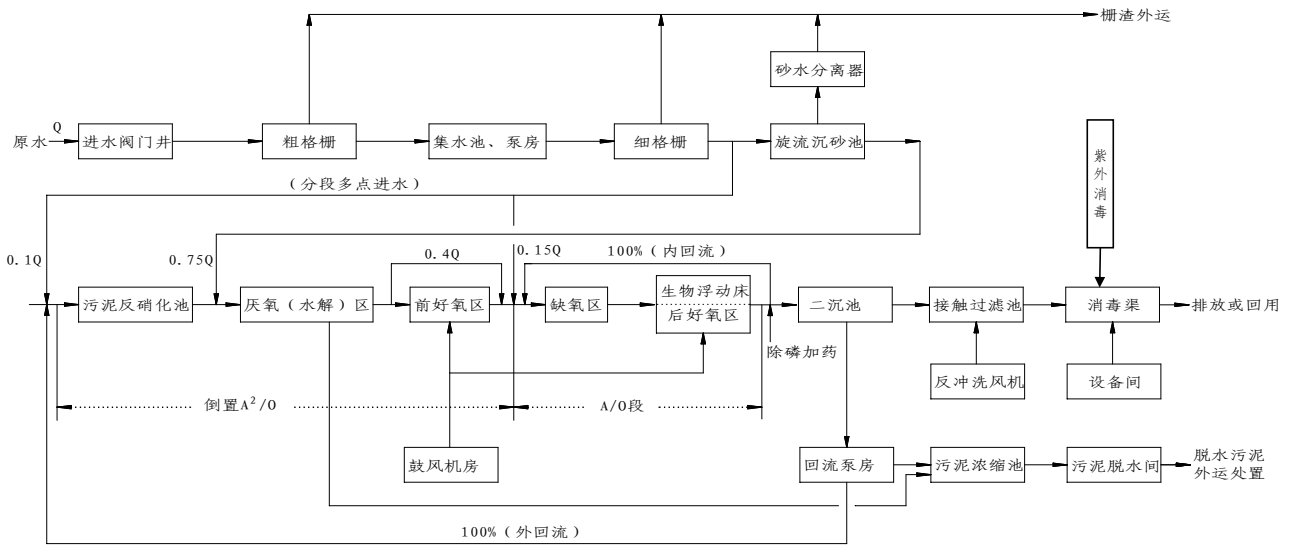 栅渣外运
砂水分离器
原水
Q
进水阀门井
粗格栅
集水池、泵房
细格栅
旋流沉砂池
紫外消毒
(分段多点进水)
0.1Q
0.75Q
0.4Q
0.15Q
100%(内回流)
污泥反硝化池
厌氧(水解)区
前好氧区
缺氧区
生物浮动床
后好氧区
二沉池
接触过滤池
消毒渠
排放或回用
除磷加药
反冲洗风机
设备间
倒置A²/O
A/O段
鼓风机房
回流泵房
污泥浓缩池
污泥脱水间
脱水污泥
外运处置
100%(外回流)